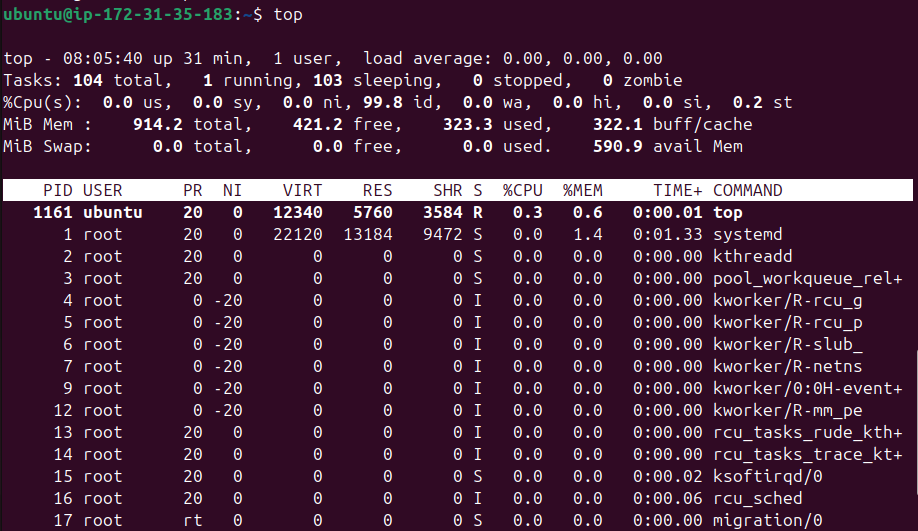 ubuntu@ip-172-31-35-183:~$ top
top - 08:05:40 up 31 min,  1 user,  load average: 0.00, 0.00, 0.00
Tasks: 104 total,   1 running, 103 sleeping,   0 stopped,   0 zombie
%Cpu(s):  0.0 us,  0.0 sy,  0.0 ni, 99.8 id,  0.0 wa,  0.0 hi,  0.0 si,  0.2 st
MiB Mem :    914.2 total,    421.2 free,    323.3 used,    322.1 buff/cache
MiB Swap:      0.0 total,      0.0 free,      0.0 used.    590.9 avail Mem
    PID USER      PR  NI    VIRT    RES    SHR S  %CPU  %MEM     TIME+ COMMAND
   1161 ubuntu    20   0   12340   5760   3584 R   0.3   0.6   0:00.01 top
      1 root      20   0   22120  13184   9472 S   0.0   1.4   0:01.33 systemd
      2 root      20   0       0      0      0 S   0.0   0.0   0:00.00 kthreadd
      3 root      20   0       0      0      0 S   0.0   0.0   0:00.00 pool_workqueue_rel+
      4 root       0 -20       0      0      0 I   0.0   0.0   0:00.00 kworker/R-rcu_g
      5 root       0 -20       0      0      0 I   0.0   0.0   0:00.00 kworker/R-rcu_p
      6 root       0 -20       0      0      0 I   0.0   0.0   0:00.00 kworker/R-slub_
      7 root       0 -20       0      0      0 I   0.0   0.0   0:00.00 kworker/R-netns
      9 root       0 -20       0      0      0 I   0.0   0.0   0:00.00 kworker/0:0H-event+
     12 root       0 -20       0      0      0 I   0.0   0.0   0:00.00 kworker/R-mm_pe
     13 root      20   0       0      0      0 I   0.0   0.0   0:00.00 rcu_tasks_rude_kth+
     14 root      20   0       0      0      0 I   0.0   0.0   0:00.00 rcu_tasks_trace_kt+
     15 root      20   0       0      0      0 S   0.0   0.0   0:00.02 ksoftirqd/0
     16 root      20   0       0      0      0 I   0.0   0.0   0:00.06 rcu_sched
     17 root      rt   0       0      0      0 S   0.0   0.0   0:00.00 migration/0